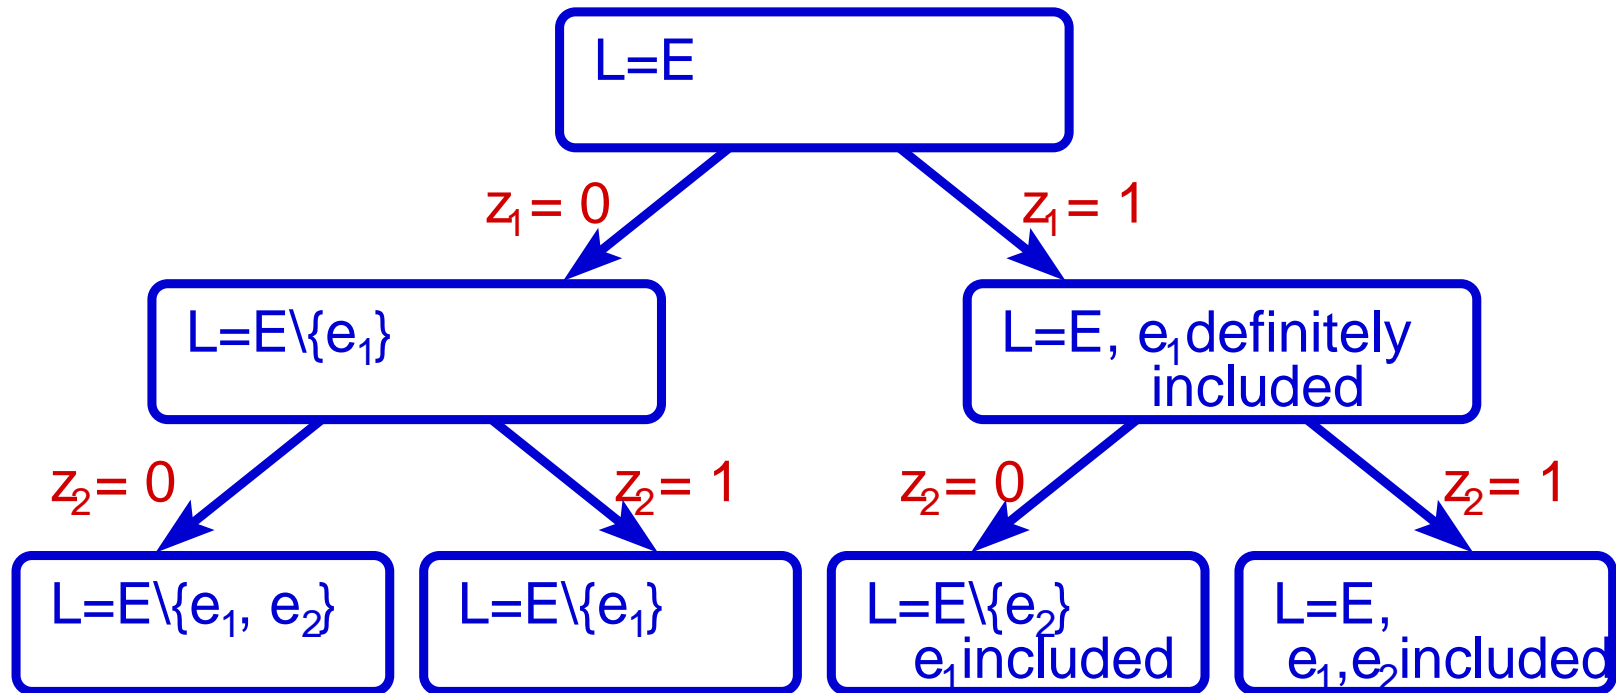 L=E
z₁= 0
z₁= 1
L=E\{e₁}
L=E, e₁definitely
included
z₂= 0
z₂= 1
z₂= 0
z₂= 1
L=E\{e₁, e₂}
L=E\{e₁}
L=E\{e₂}
e₁included
L=E,
e₁,e₂included